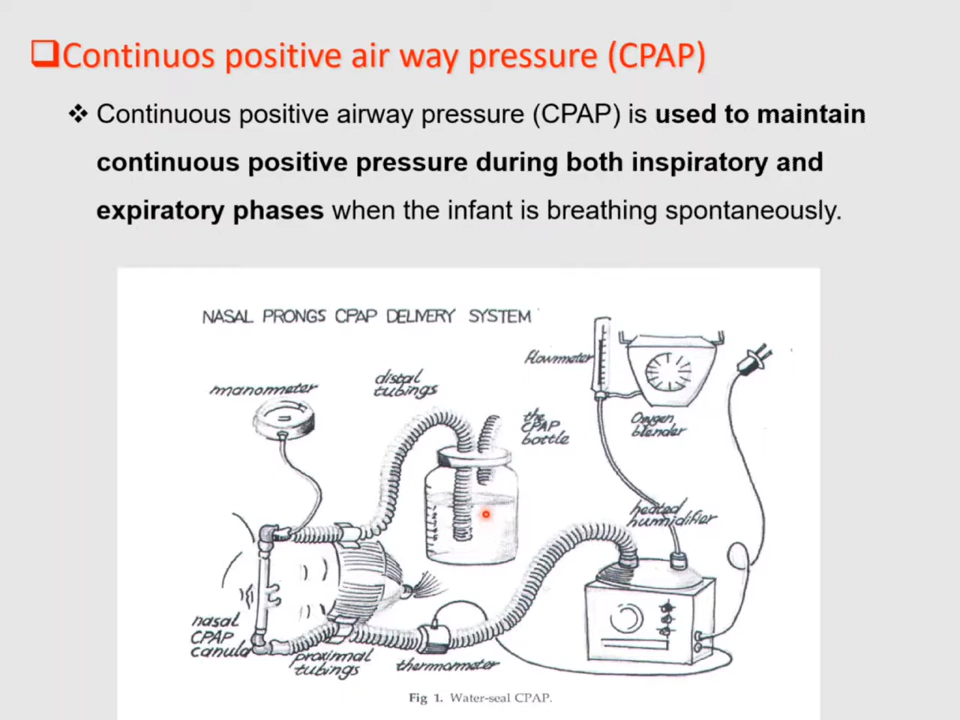 Continuos positive air way pressure (CPAP)
Continuous positive airway pressure (CPAP) is used to maintain
continuous positive pressure during both inspiratory and
expiratory phases when the infant is breathing spontaneously.
NASAL PRONGS CPAP DELIVERY SYSTEM
flowmeter
distal
tubings
manometer
the
CPAP
bottle
Oxygen
blender
heated
humidifier
nasal
CPAP
canula
proximal
tubings
thermometer
Fig 1. Water-seal CPAP.